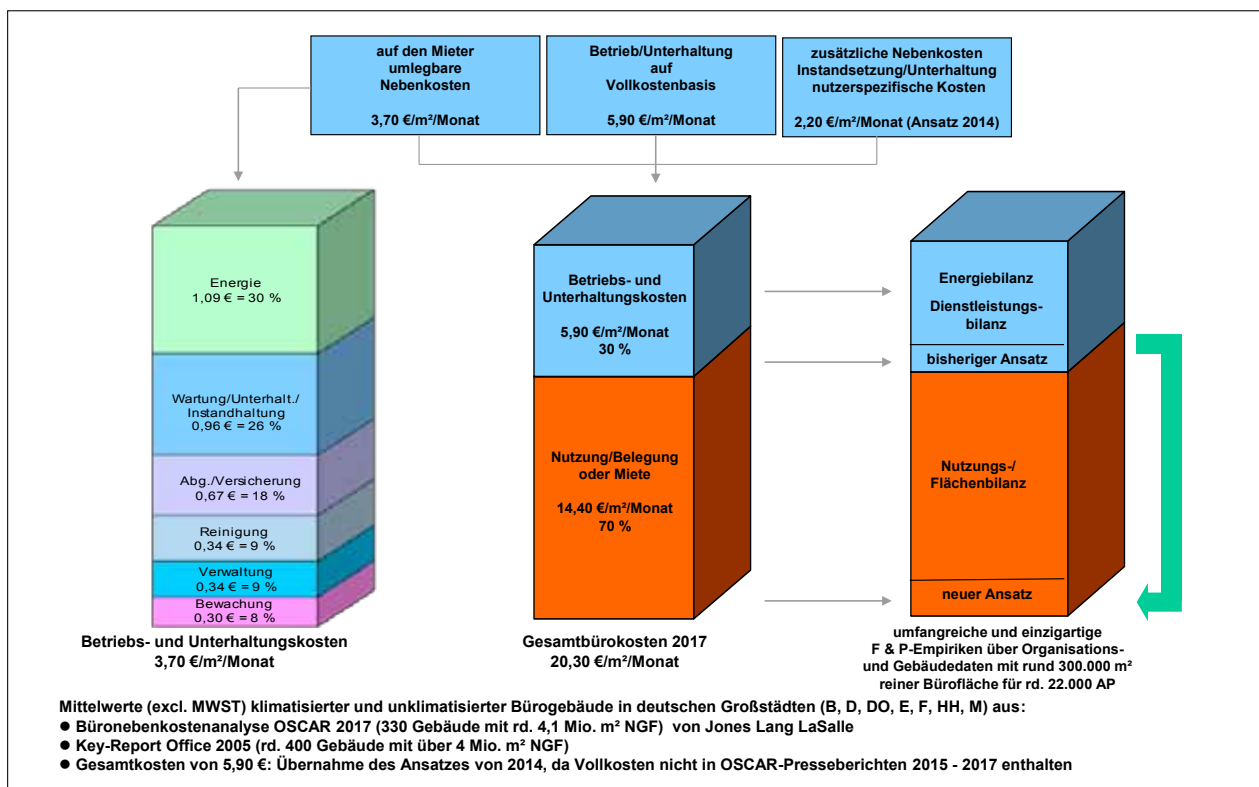 auf den Mieter
umlegbare
Nebenkosten
3,70 €/m²/Monat
Betrieb/Unterhaltung
auf
Vollkostenbasis
5,90 €/m²/Monat
zusätzliche Nebenkosten
Instandsetzung/Unterhaltung
nutzerspezifische Kosten
2,20 €/m²/Monat (Ansatz 2014)
Energie
1,09 € = 30 %
Wartung/Unterhalt./
Instandhaltung
0,96 € = 26 %
Abg./Versicherung
0,67 € = 18 %
Reinigung
0,34 € = 9 %
Verwaltung
0,34 € = 9 %
Bewachung
0,30 € = 8 %
Betriebs- und Unterhaltungskosten
3,70 €/m²/Monat
Betriebs- und
Unterhaltungskosten
5,90 €/m²/Monat
30 %
Nutzung/Belegung
oder Miete
14,40 €/m²/Monat
70 %
Gesamtbürokosten 2017
20,30 €/m²/Monat
Energiebilanz
Dienstleistungs-
bilanz
bisheriger Ansatz
Nutzungs-/
Flächenbilanz
neuer Ansatz
umfangreiche und einzigartige
F & P-Empiriken über Organisations-
und Gebäudedaten mit rund 300.000 m²
reiner Bürofläche für rd. 22.000 AP
Mittelwerte (excl. MWST) klimatisierter und unklimatisierter Bürogebäude in deutschen Großstädten (B, D, DO, E, F, HH, M) aus:
● Büronebenkostenanalyse OSCAR 2017 (330 Gebäude mit rd. 4,1 Mio. m² NGF) von Jones Lang LaSalle
● Key-Report Office 2005 (rd. 400 Gebäude mit über 4 Mio. m² NGF)
● Gesamtkosten von 5,90 €: Übernahme des Ansatzes von 2014, da Vollkosten nicht in OSCAR-Presseberichten 2015 - 2017 enthalten